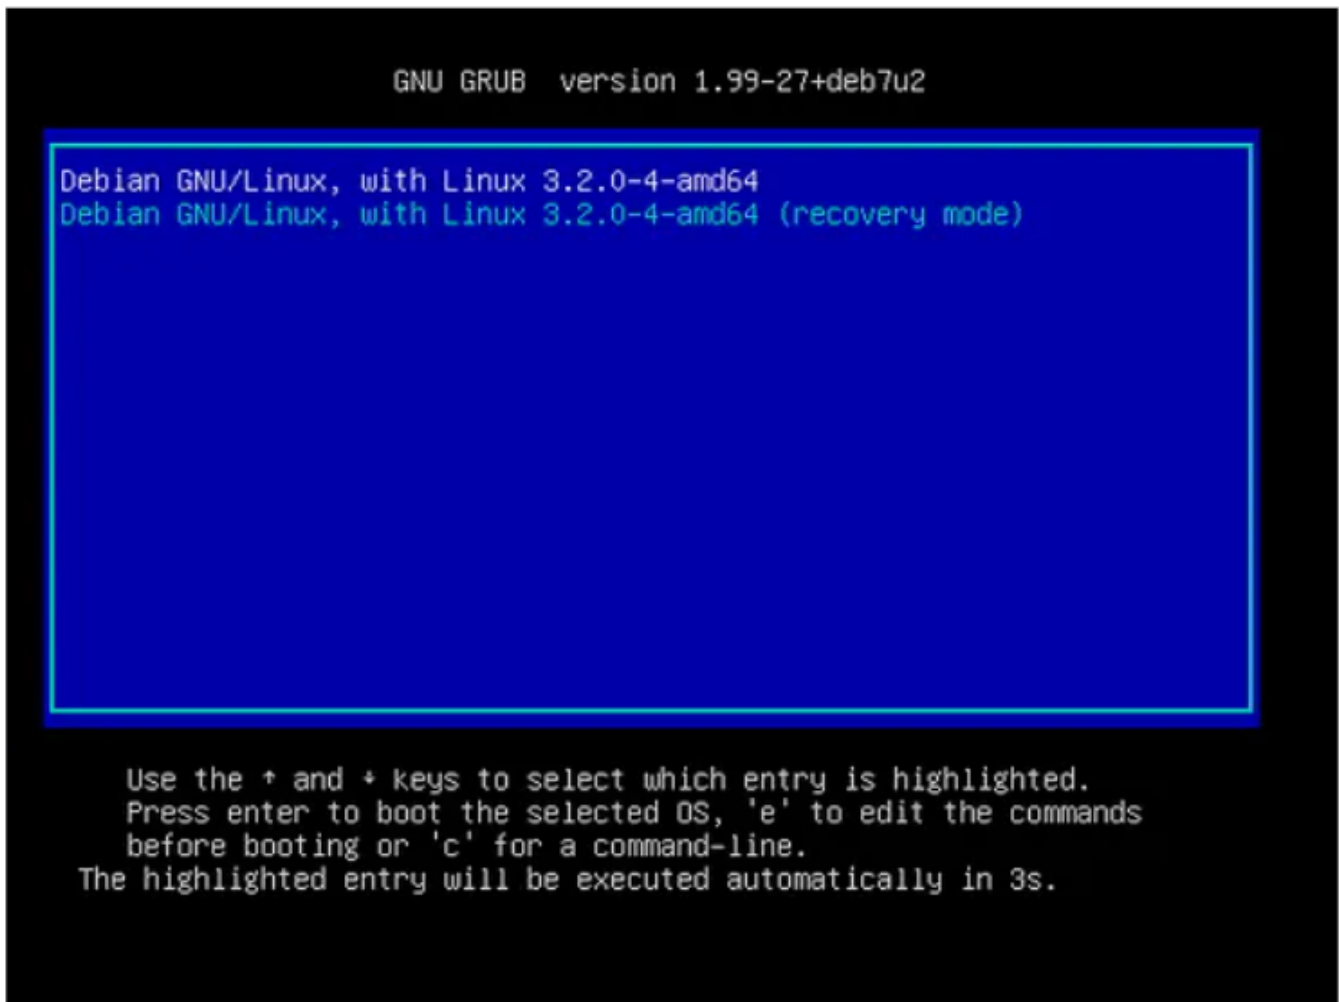 GNU GRUB  version 1.99-27+deb7u2
Debian GNU/Linux, with Linux 3.2.0-4-amd64
Debian GNU/Linux, with Linux 3.2.0-4-amd64 (recovery mode)
Use the ↑ and ↓ keys to select which entry is highlighted.
Press enter to boot the selected OS, 'e' to edit the commands
before booting or 'c' for a command-line.
The highlighted entry will be executed automatically in 3s.